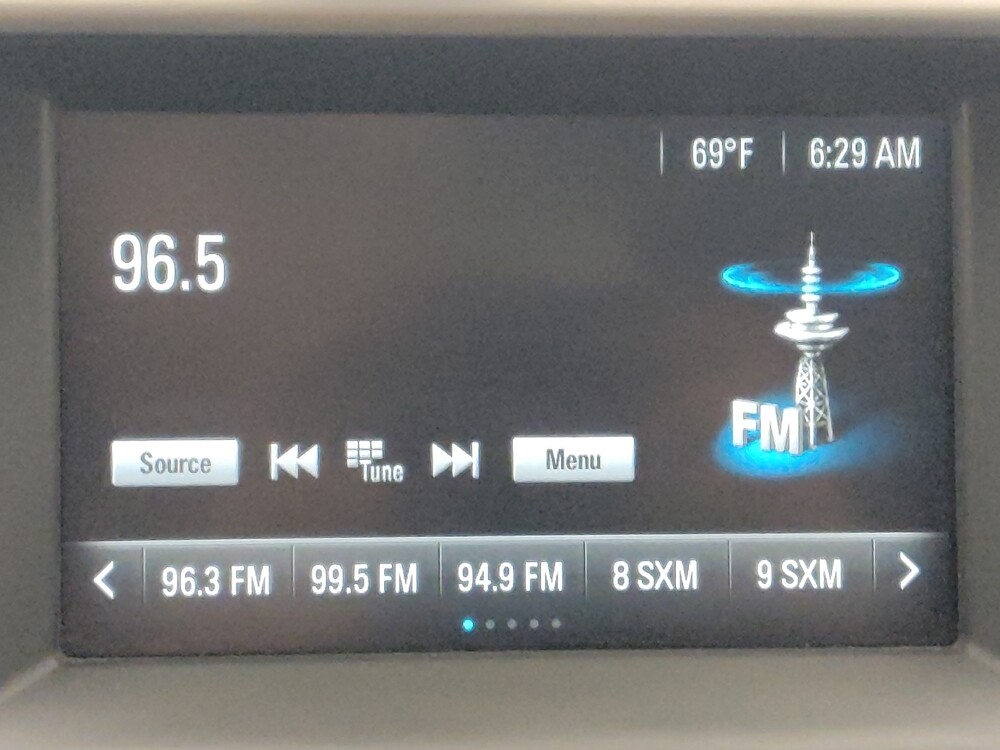 69°F 6:29 AM
96.5
FM
Source Tune Menu
96.3 FM 99.5 FM 94.9 FM 8 SXM 9 SXM